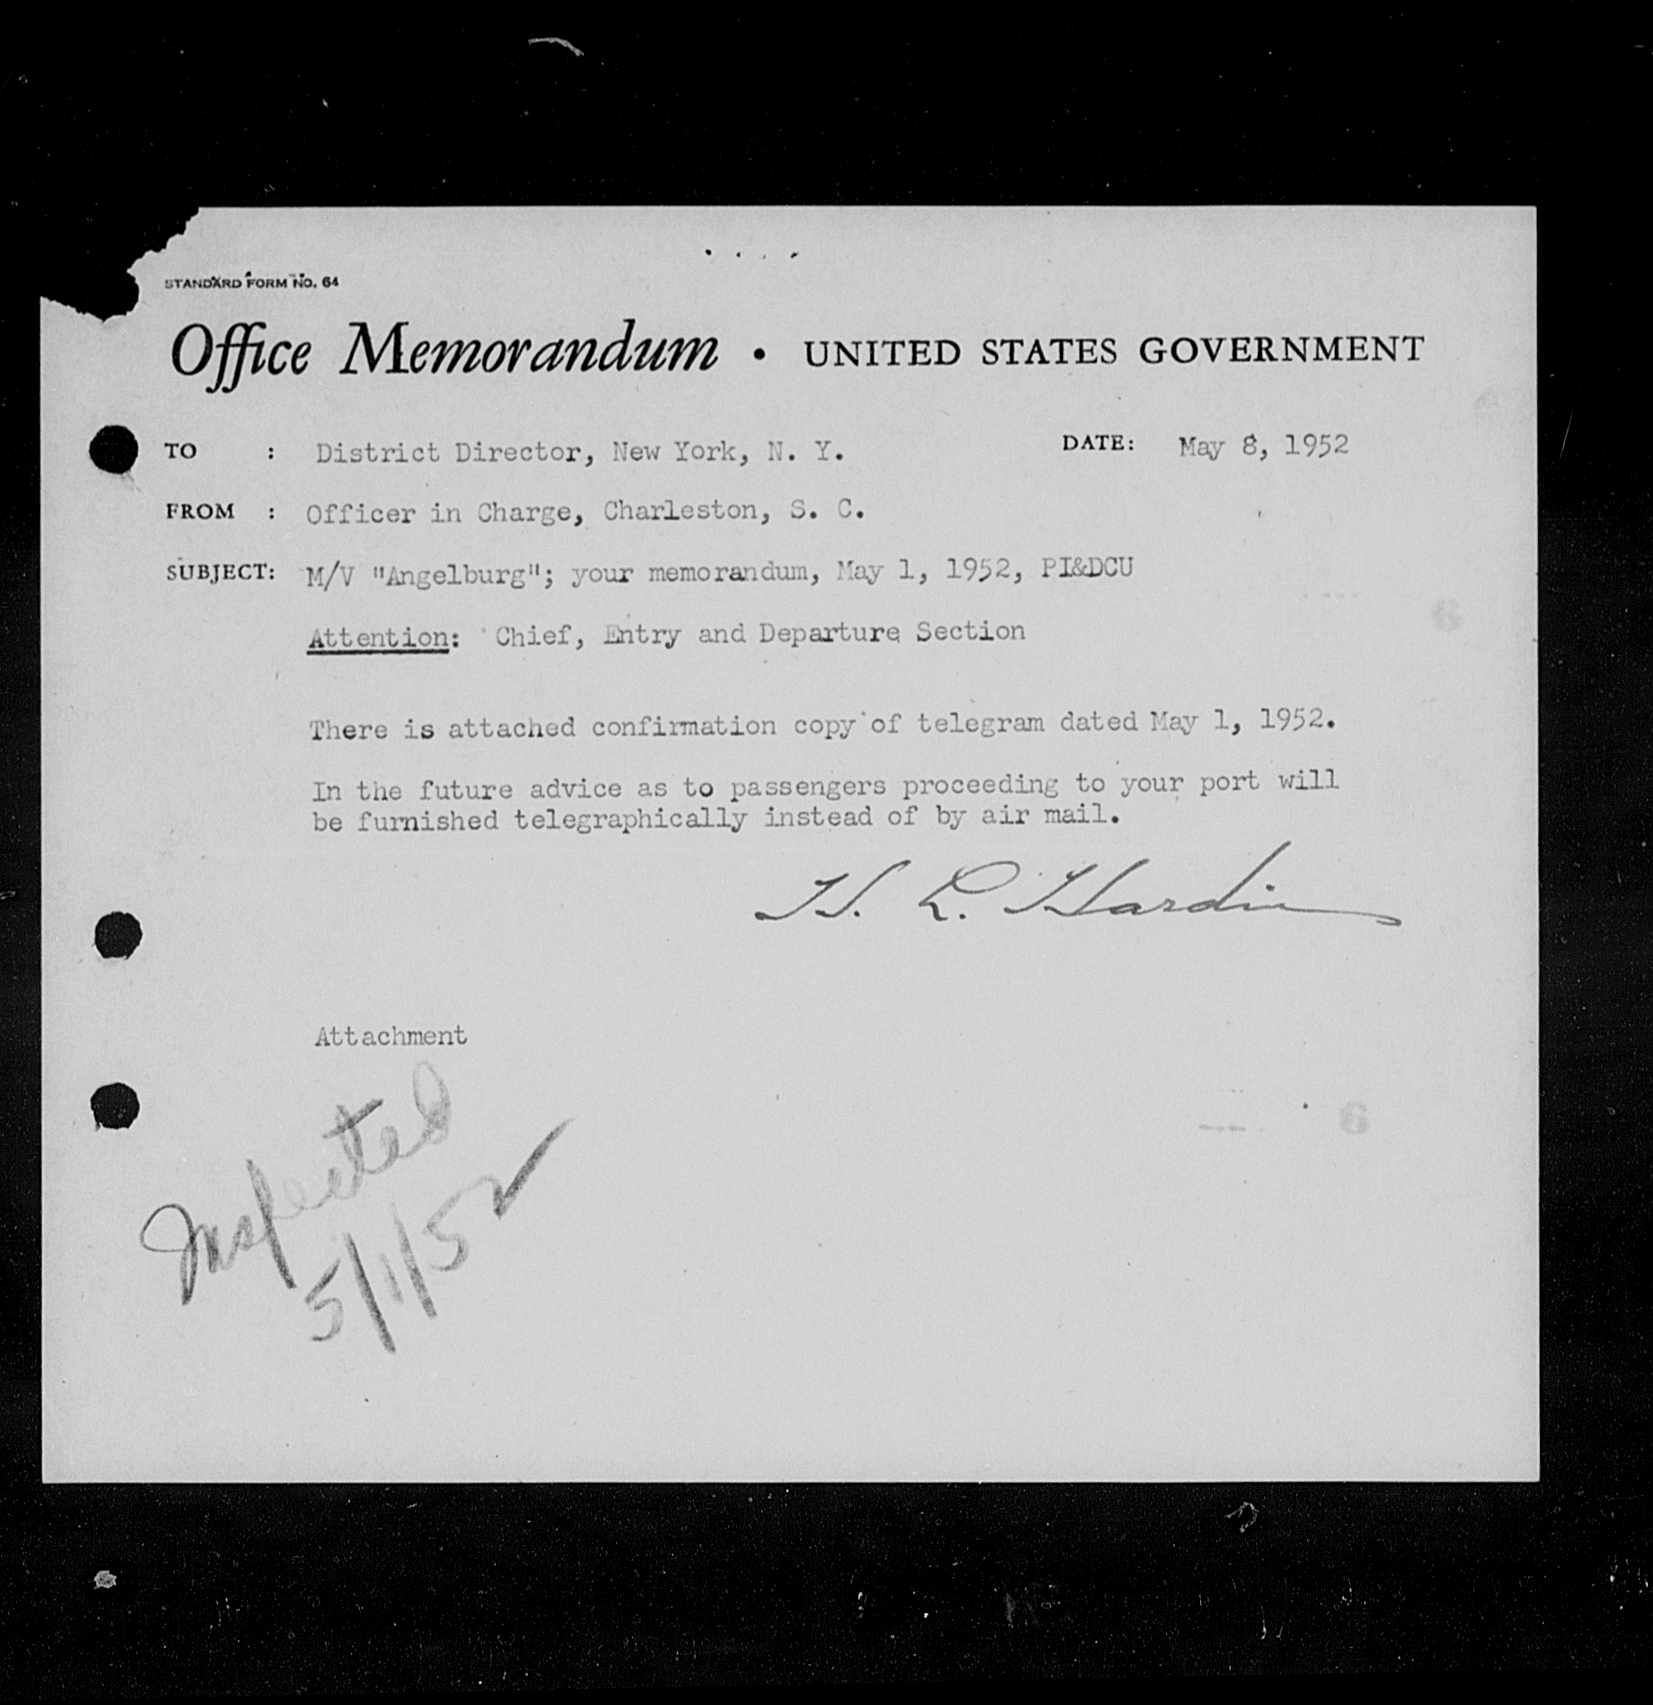 STANDARD FORM NO. 64
Office Memorandum • UNITED STATES GOVERNMENT
TO : District Director, New York, N. Y. DATE: May 8, 1952
FROM : Officer in Charge, Charleston, S. C.
SUBJECT: M/V "Angelburg"; your memorandum, May 1, 1952, PI&DCU
Attention: Chief, Entry and Departure Section
There is attached confirmation copy of telegram dated May 1, 1952.
In the future advice as to passengers proceeding to your port will
be furnished telegraphically instead of by air mail.
H. L. Hardin
Attachment
Inspected
5/1/52
6
6